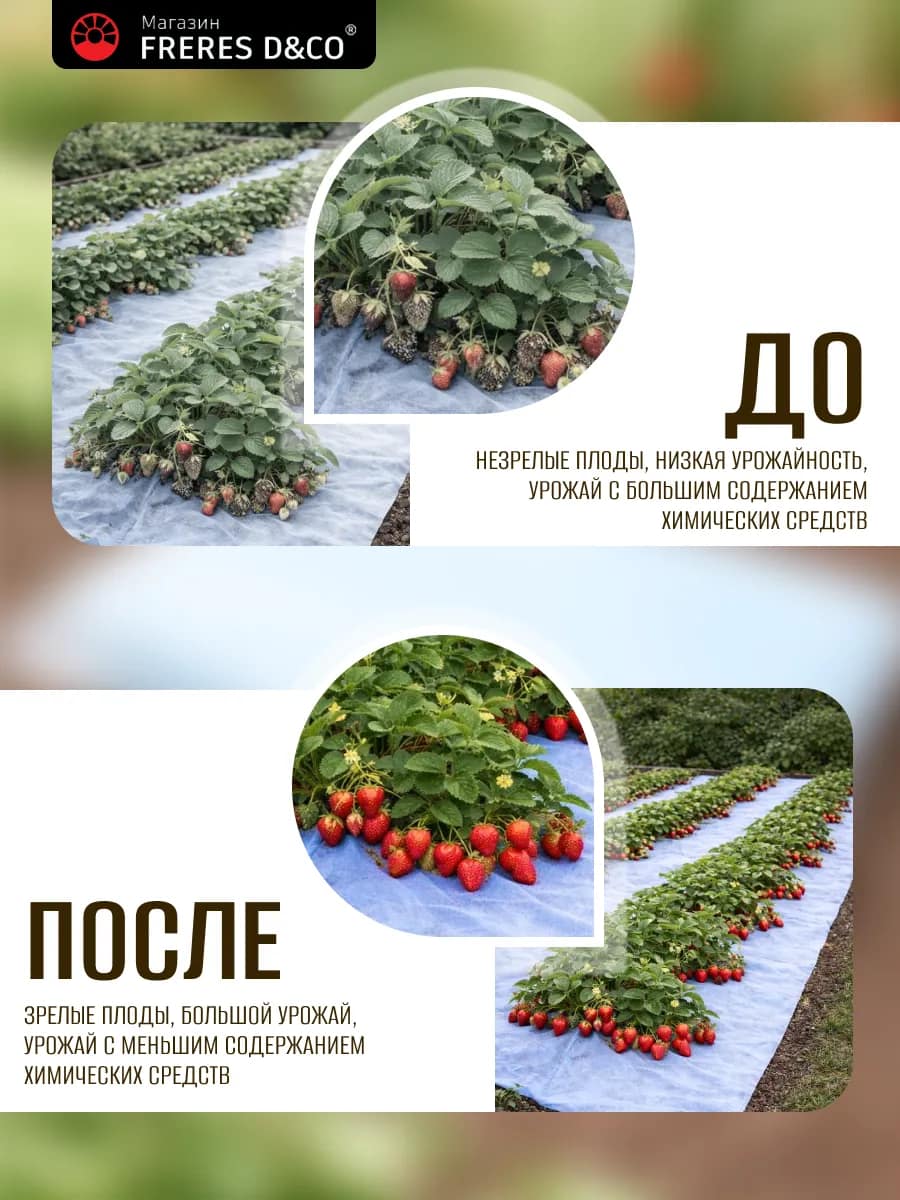 Магазин
FRERES D&CO®
ДО
НЕЗРЕЛЫЕ ПЛОДЫ, НИЗКАЯ УРОЖАЙНОСТЬ,
УРОЖАЙ С БОЛЬШИМ СОДЕРЖАНИЕМ
ХИМИЧЕСКИХ СРЕДСТВ
ПОСЛЕ
ЗРЕЛЫЕ ПЛОДЫ, БОЛЬШОЙ УРОЖАЙ,
УРОЖАЙ С МЕНЬШИМ СОДЕРЖАНИЕМ
ХИМИЧЕСКИХ СРЕДСТВ